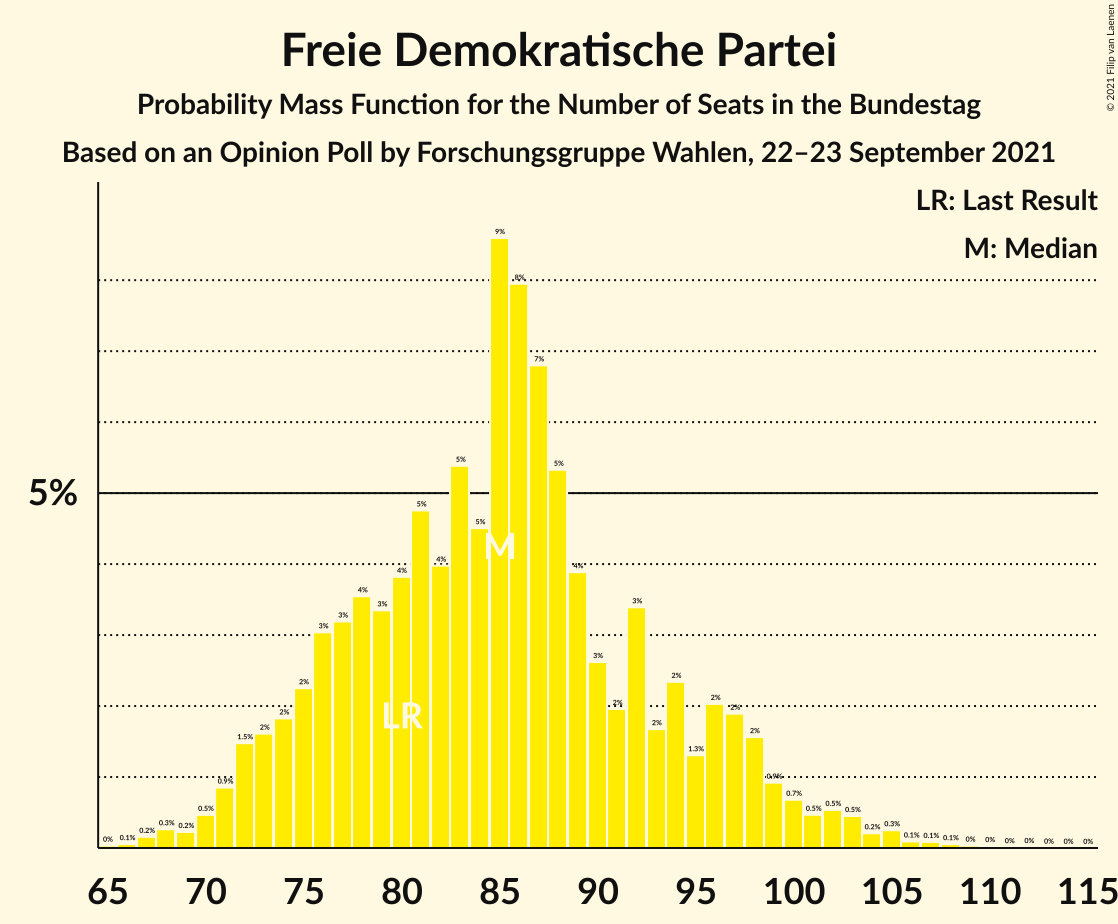 Freie Demokratische Partei
Probability Mass Function for the Number of Seats in the Bundestag
Based on an Opinion Poll by Forschungsgruppe Wahlen, 22–23 September 2021
© 2021 Filip van Laenen
LR: Last Result
M: Median
5%
0% 0.1% 0.2% 0.3% 0.2% 0.5% 0.9% 1.5% 2% 2% 2% 3% 3% 4% 3% 4% 5% 4% 5% 5% 9% 8% 7% 5% 4% 3% 2% 3% 2% 2% 1.3% 2% 2% 2% 0.9% 0.7% 0.5% 0.5% 0.5% 0.2% 0.3% 0.1% 0.1% 0.1% 0% 0% 0% 0% 0% 0% 0%
M
LR
65 70 75 80 85 90 95 100 105 110 115